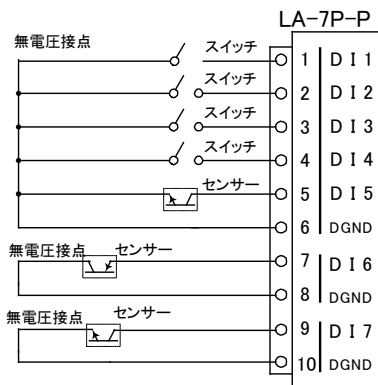 LA-7P-P
無電圧接点
スイッチ
1 DI1
スイッチ
2 DI2
スイッチ
3 DI3
スイッチ
4 DI4
センサー
5 DI5
6 DGND
無電圧接点 センサー
7 DI6
8 DGND
無電圧接点 センサー
9 DI7
10 DGND